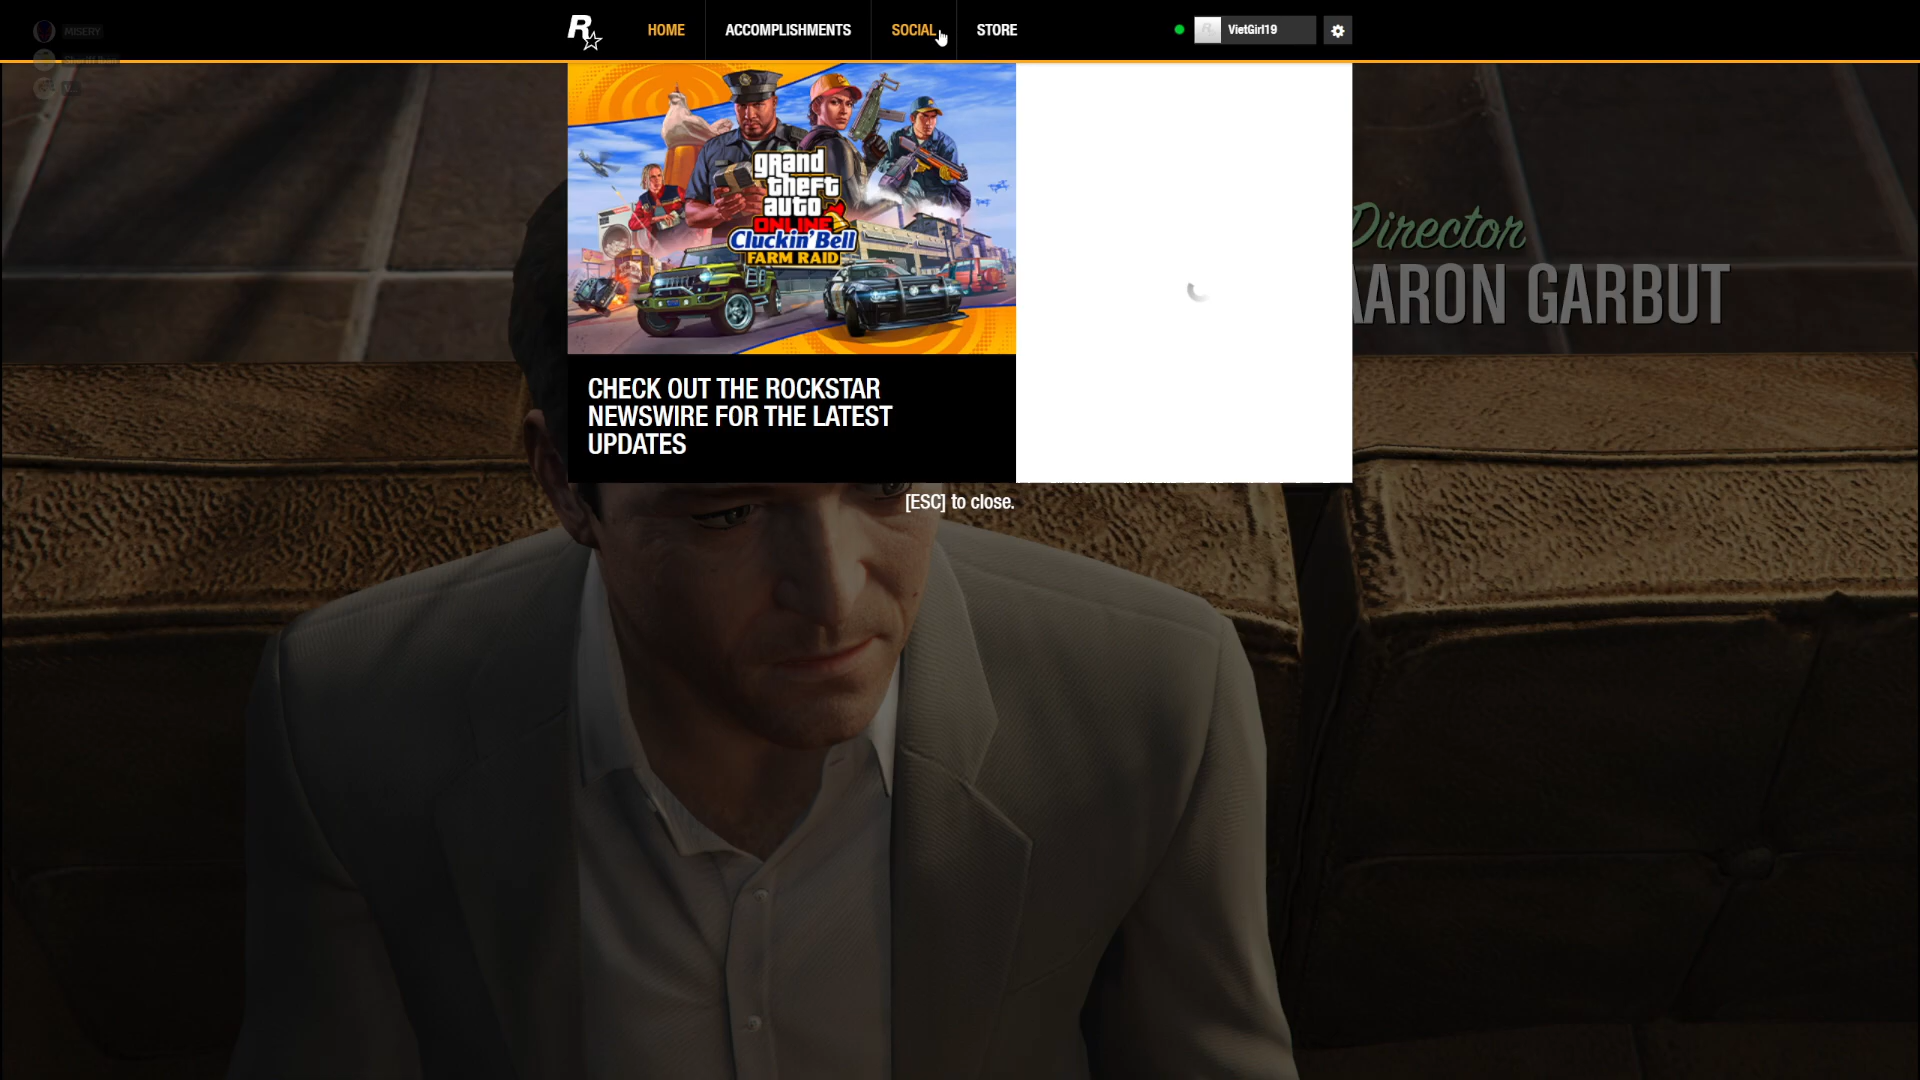 MISERY
HOME
ACCOMPLISHMENTS
SOCIAL
STORE
VietGirl19
grand
theft
auto
ONLINE
Cluckin' Bell
FARM RAID
CHECK OUT THE ROCKSTAR
NEWSWIRE FOR THE LATEST
UPDATES
[ESC] to close.
Director
AARON GARBUT